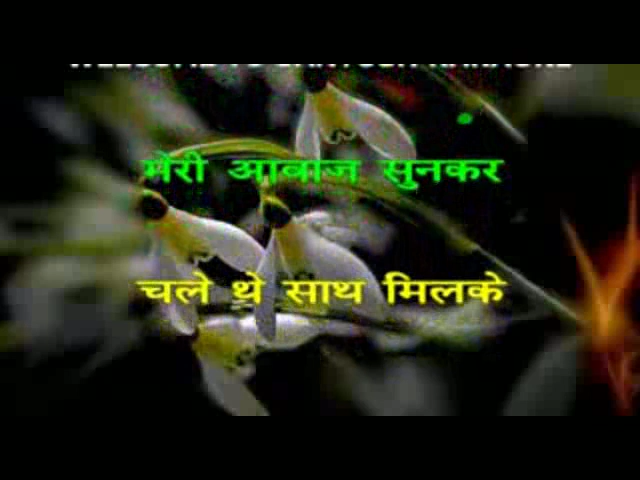 मेरी आवाज सुनकर
चले थे साथ मिलके